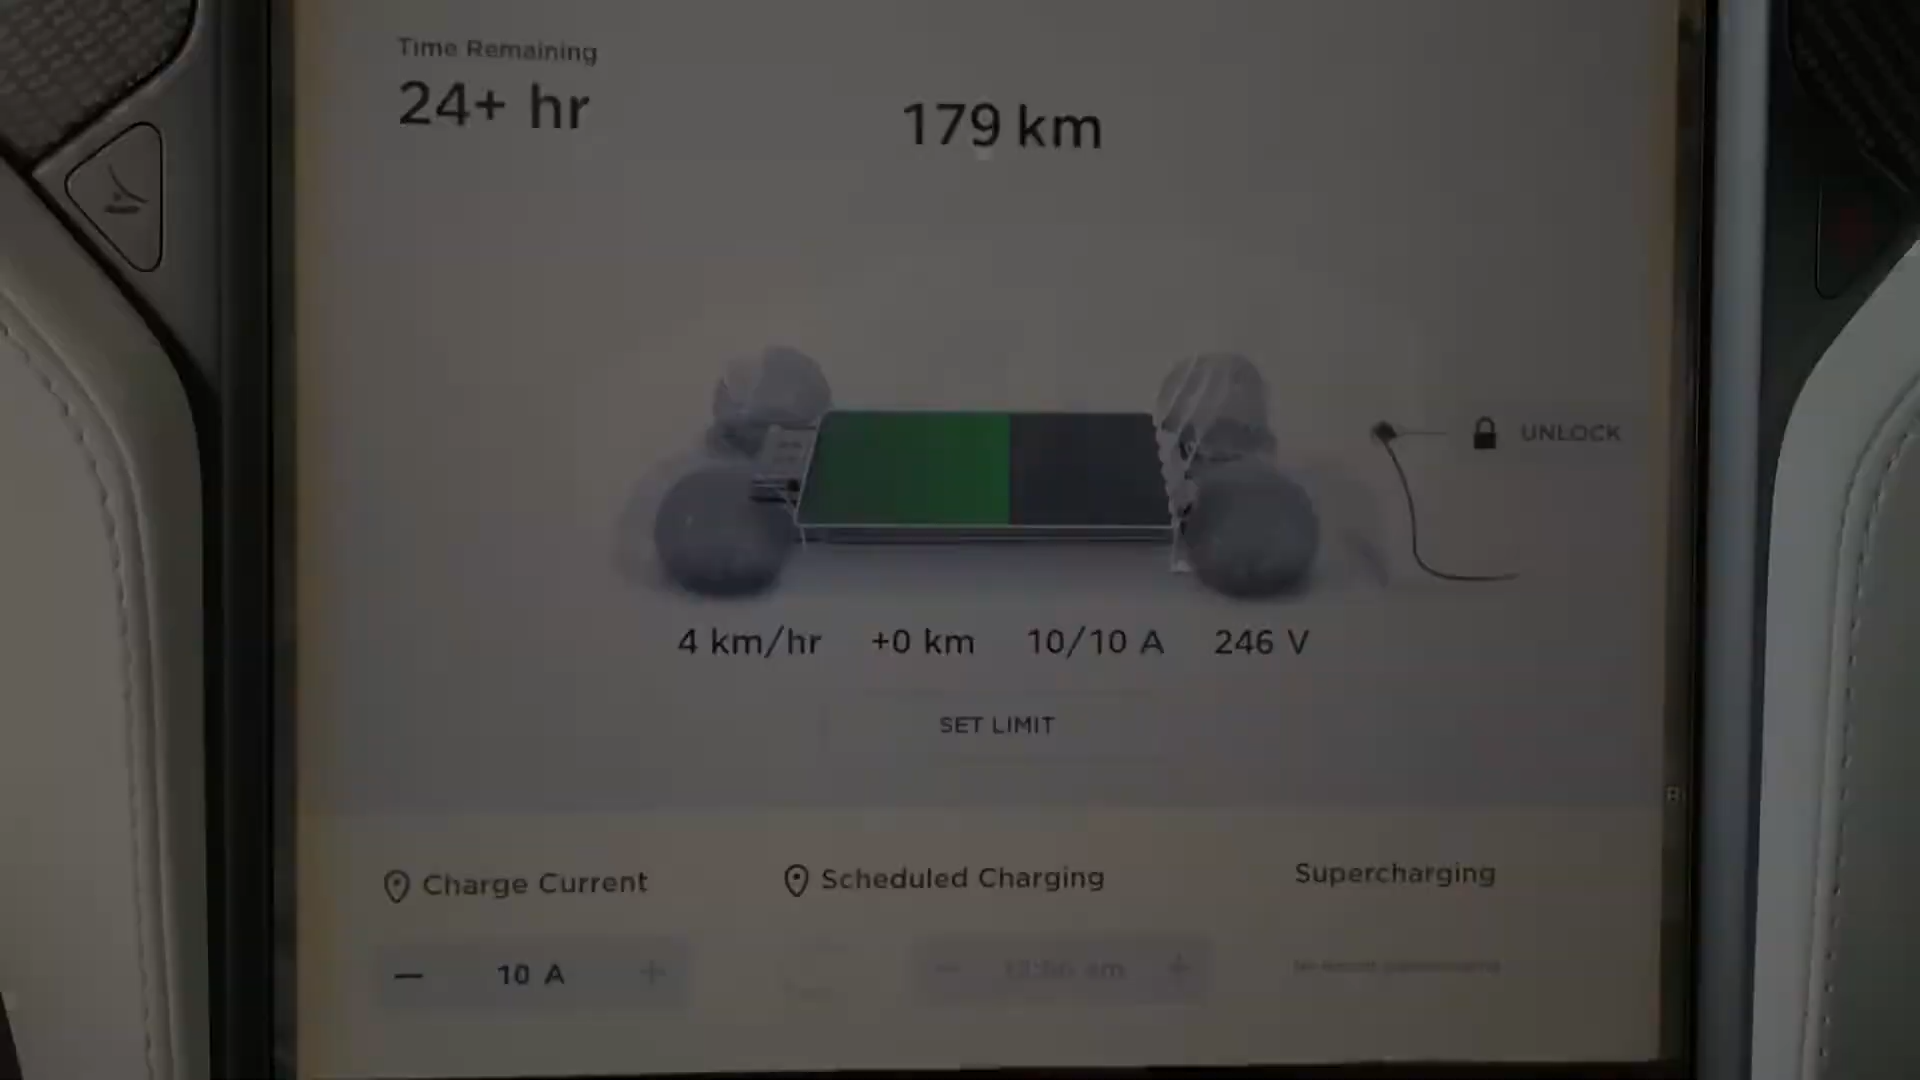 Time Remaining
24+ hr
179 km
UNLOCK
4 km/hr +0 km 10/10 A 246 V
SET LIMIT
Charge Current
Scheduled Charging
Supercharging
− 10 A +
− +